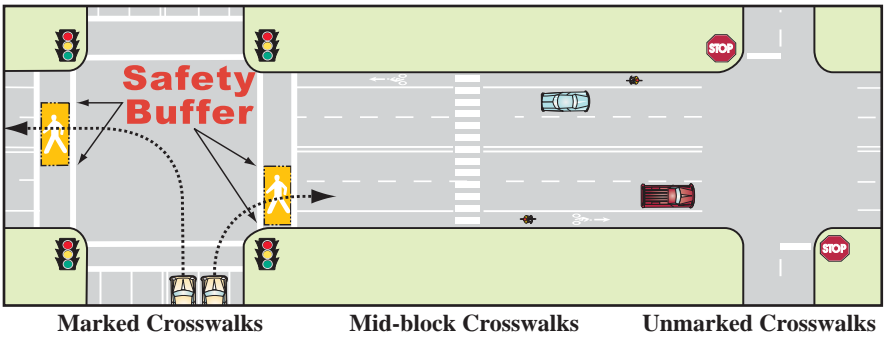 STOP
Safety
Buffer
STOP
Marked Crosswalks Mid-block Crosswalks Unmarked Crosswalks